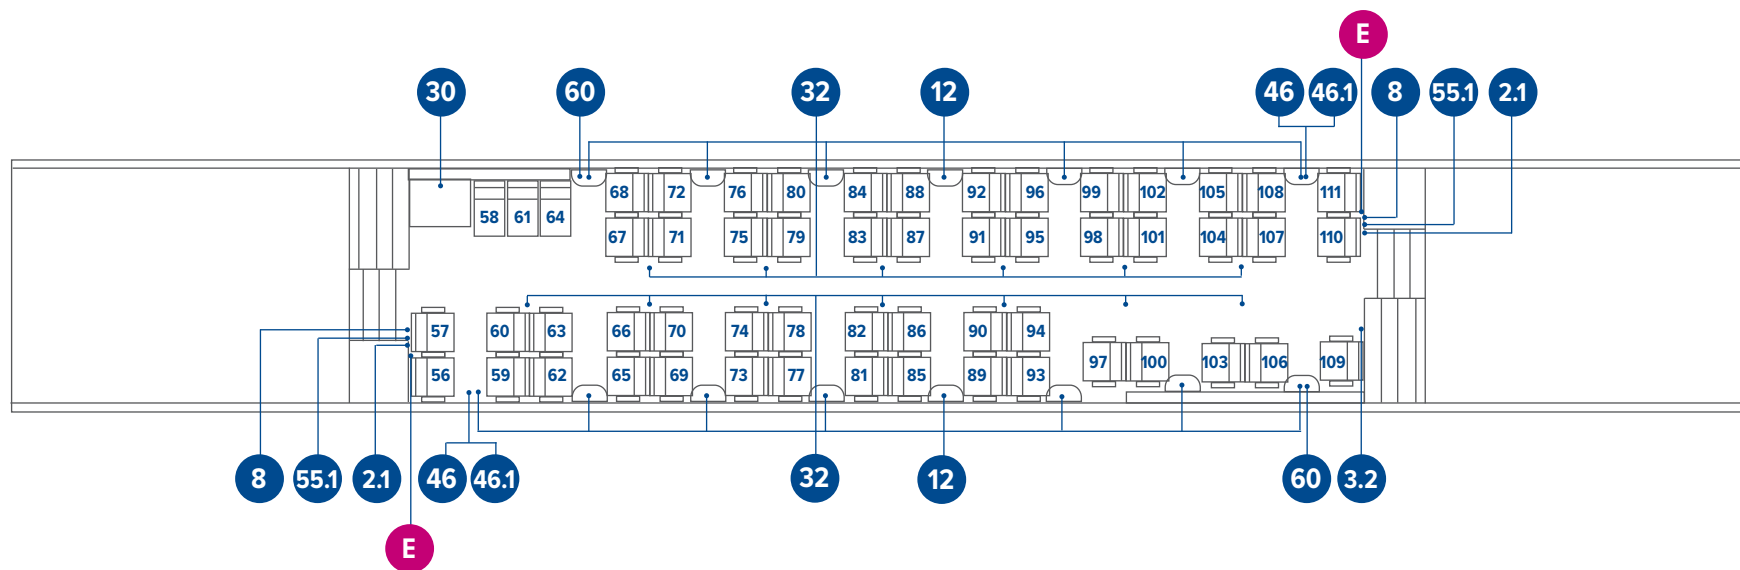 E
30 60 32 12 46 46.1 8 55.1 2.1
68 72 76 80 84 88 92 96 99 102 105 108 111
58 61 64
67 71 75 79 83 87 91 95 98 101 104 107 110
57 60 63 66 70 74 78 82 86 90 94
97 100 103 106 109
56 59 62 65 69 73 77 81 85 89 93
8 55.1 2.1 46 46.1 32 12 60 3.2
E